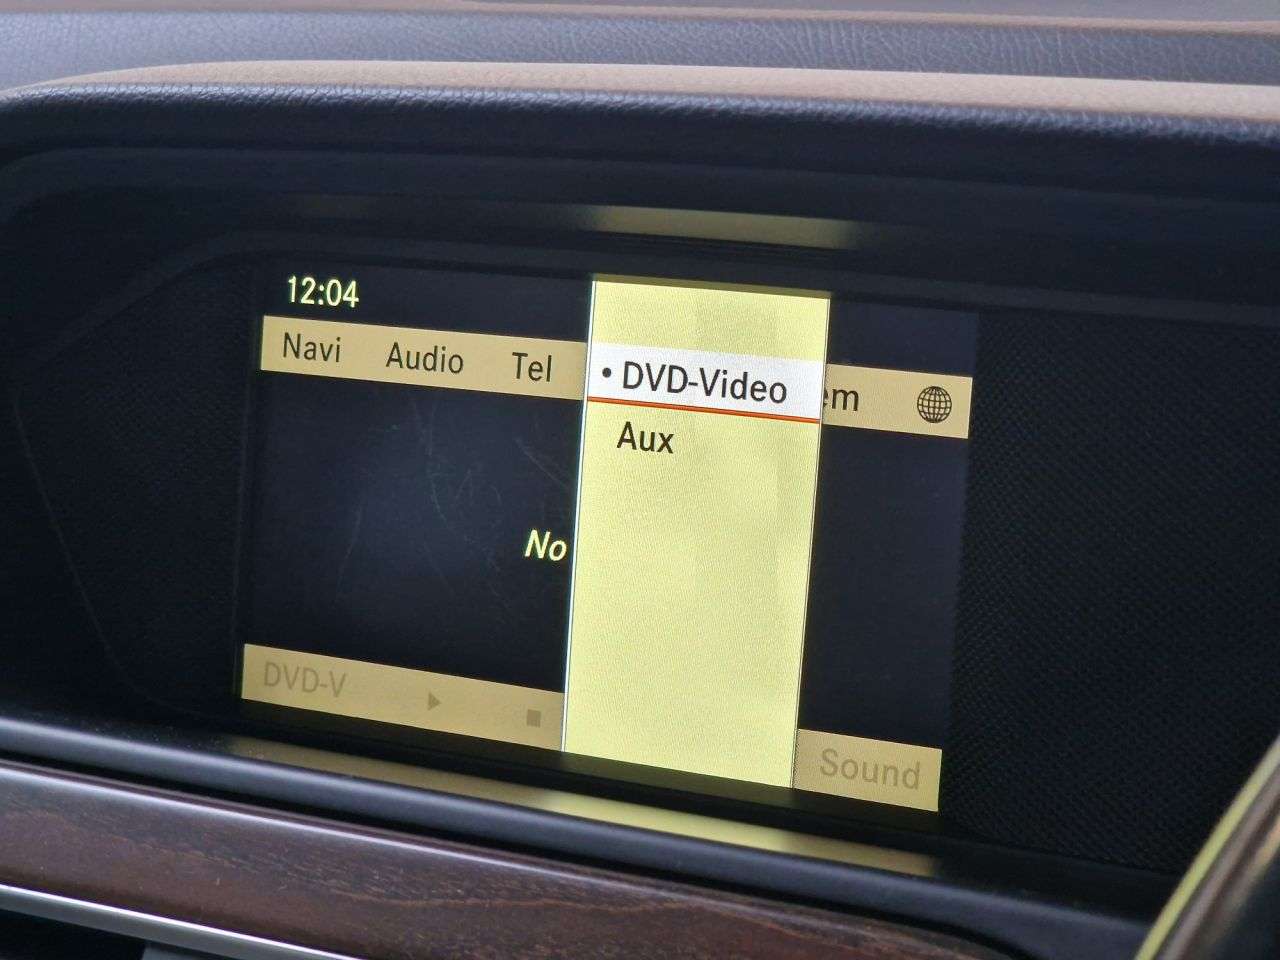 12:04
Navi Audio Tel em
• DVD-Video
Aux
No
DVD-V
Sound